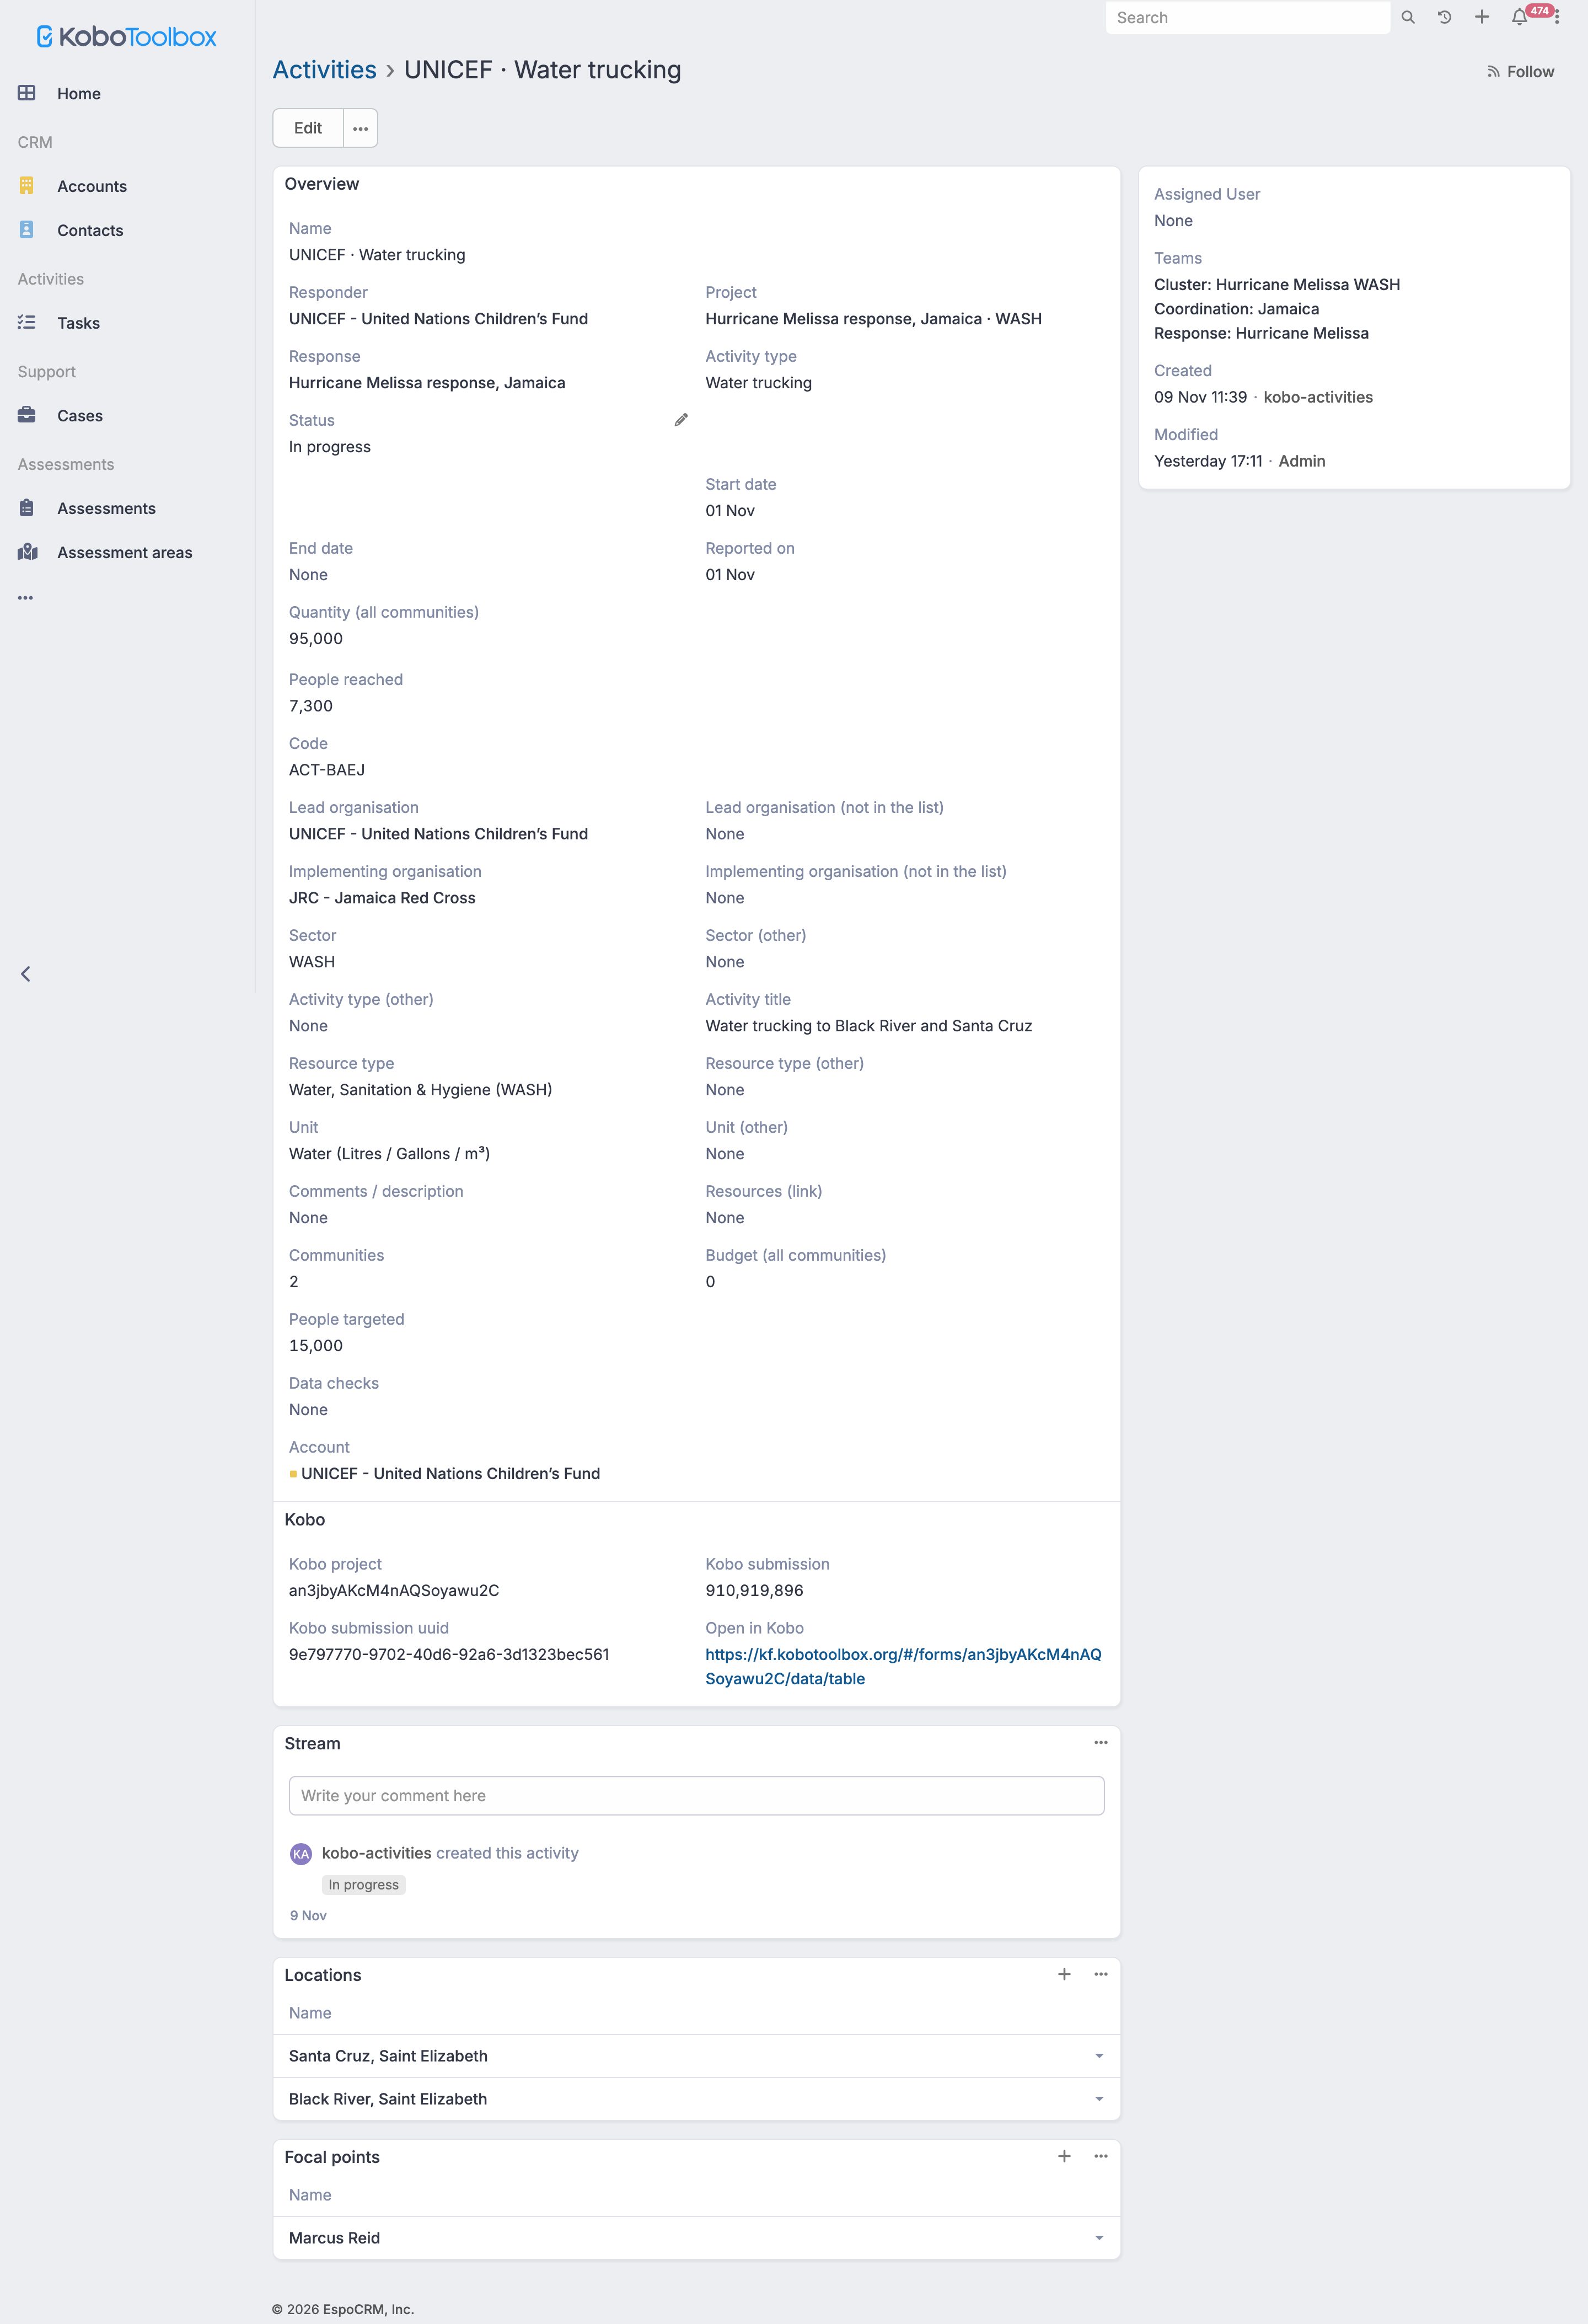 KoboToolbox
Home
CRM
Accounts
Contacts
Activities
Tasks
Support
Cases
Assessments
Assessments
Assessment areas
Search
474
Activities › UNICEF · Water trucking
Follow
Edit
Overview
Name
UNICEF · Water trucking
Responder
UNICEF - United Nations Children’s Fund
Project
Hurricane Melissa response, Jamaica · WASH
Response
Hurricane Melissa response, Jamaica
Activity type
Water trucking
Status
In progress
Start date
01 Nov
End date
None
Reported on
01 Nov
Quantity (all communities)
95,000
People reached
7,300
Code
ACT-BAEJ
Lead organisation
UNICEF - United Nations Children’s Fund
Lead organisation (not in the list)
None
Implementing organisation
JRC - Jamaica Red Cross
Implementing organisation (not in the list)
None
Sector
WASH
Sector (other)
None
Activity type (other)
None
Activity title
Water trucking to Black River and Santa Cruz
Resource type
Water, Sanitation & Hygiene (WASH)
Resource type (other)
None
Unit
Water (Litres / Gallons / m³)
Unit (other)
None
Comments / description
None
Resources (link)
None
Communities
2
Budget (all communities)
0
People targeted
15,000
Data checks
None
Account
UNICEF - United Nations Children’s Fund
Kobo
Kobo project
an3jbyAKcM4nAQSoyawu2C
Kobo submission
910,919,896
Kobo submission uuid
9e797770-9702-40d6-92a6-3d1323bec561
Open in Kobo
https://kf.kobotoolbox.org/#/forms/an3jbyAKcM4nAQ
Soyawu2C/data/table
Stream
Write your comment here
KA
kobo-activities created this activity
In progress
9 Nov
Locations
Name
Santa Cruz, Saint Elizabeth
Black River, Saint Elizabeth
Focal points
Name
Marcus Reid
Assigned User
None
Teams
Cluster: Hurricane Melissa WASH
Coordination: Jamaica
Response: Hurricane Melissa
Created
09 Nov 11:39 · kobo-activities
Modified
Yesterday 17:11 · Admin
© 2026 EspoCRM, Inc.